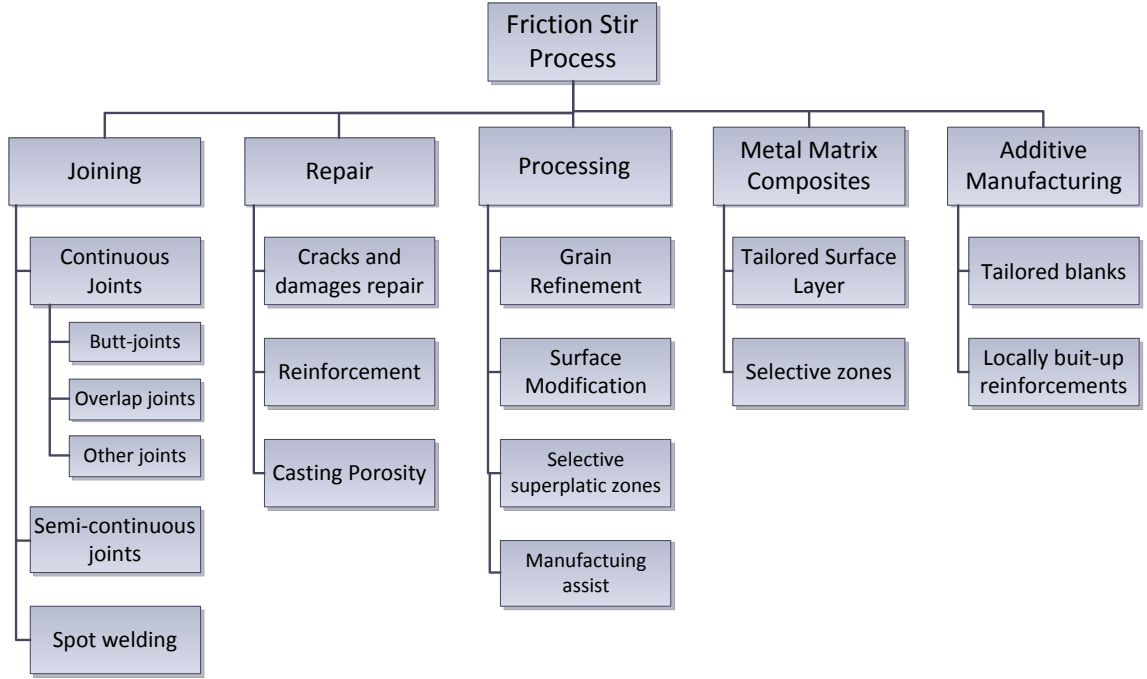 Friction Stir
Process
Joining
Continuous
Joints
Butt-joints
Overlap joints
Other joints
Semi-continuous
joints
Spot welding
Repair
Cracks and
damages repair
Reinforcement
Casting Porosity
Processing
Grain
Refinement
Surface
Modification
Selective
superplatic zones
Manufactuing
assist
Metal Matrix
Composites
Tailored Surface
Layer
Selective zones
Additive
Manufacturing
Tailored blanks
Locally buit-up
reinforcements